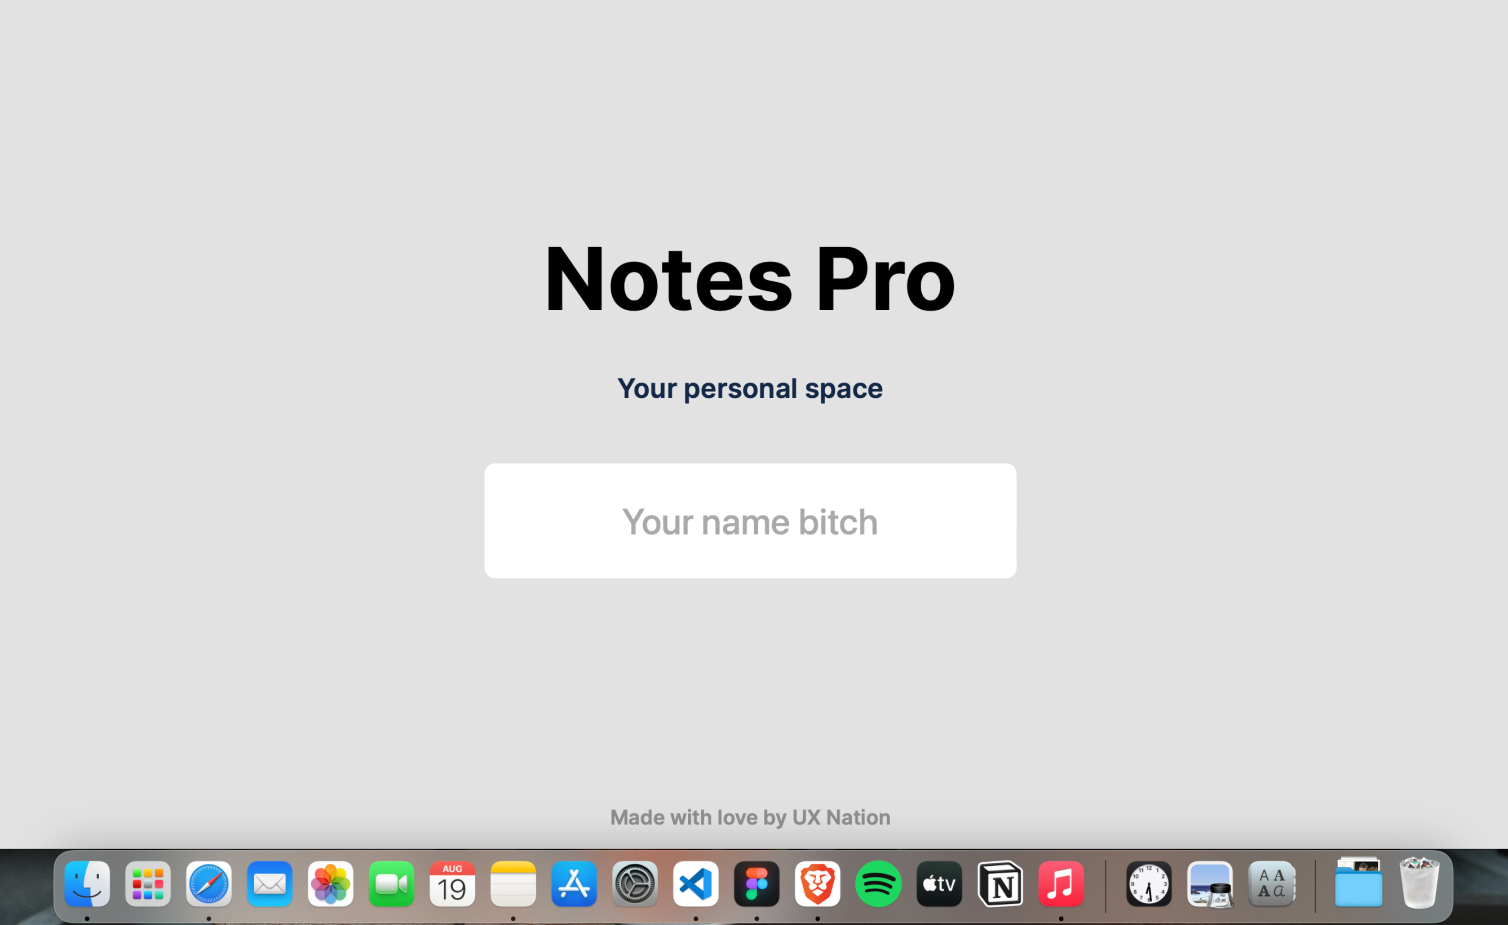 Notes Pro
Your personal space
Your name bitch
Made with love by UX Nation
AUG
19
tv
N
A A
A a